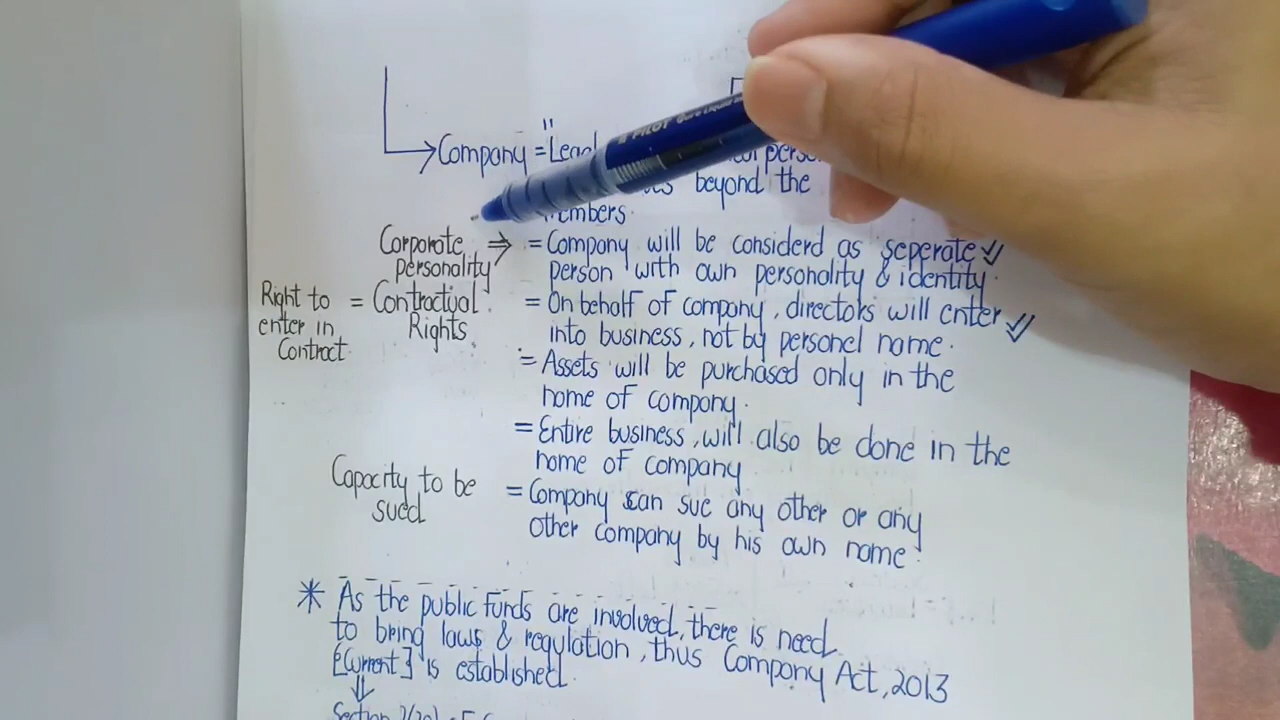 Company = "Lead
beyond the
members.
Corporate personality ⇒ = Company will be considerd as seperate ✓
person with own personality & identity.
Right to enter in Contract = Contractual Rights = On behalf of company, directors will enter ✓
into business, not by personel name.
= Assets will be purchased only in the
name of company.
= Entire business, will also be done in the
name of company
Capacity to be sued = Company can sue any other or any
other company by his own name.
* As the public funds are involved, there is need
to bring laws & regulation, thus Company Act, 2013
[Current] is established.
PILOT